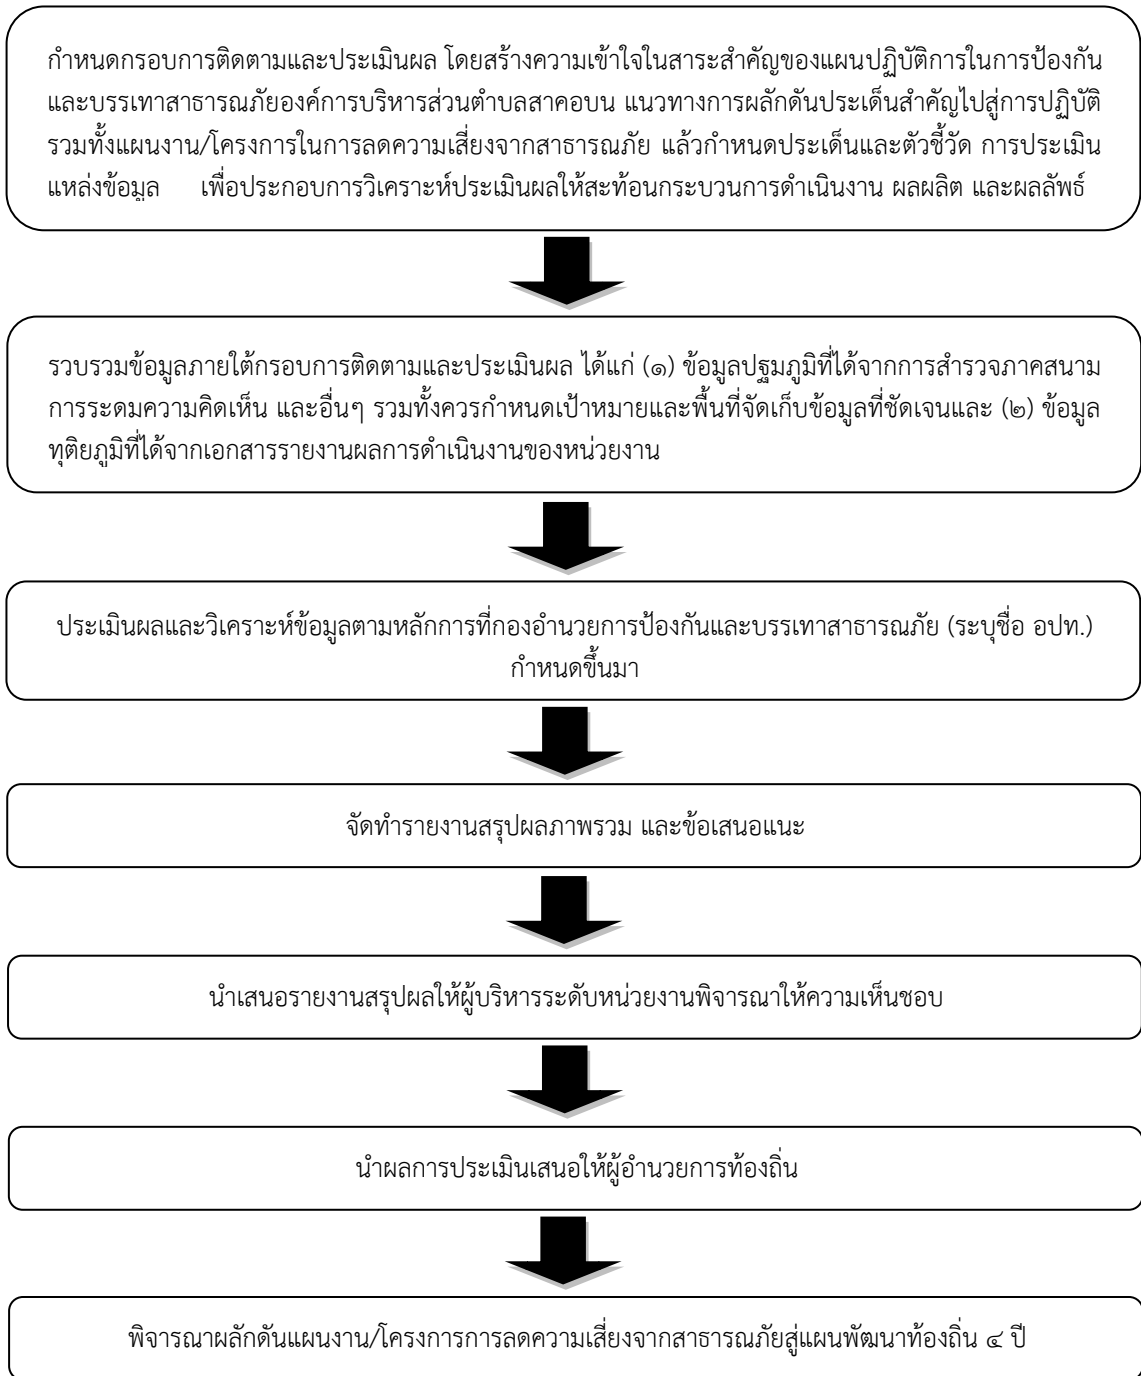 กำหนดกรอบการติดตามและประเมินผล โดยสร้างความเข้าใจในสาระสำคัญของแผนปฏิบัติการในการป้องกัน
และบรรเทาสาธารณภัยองค์การบริหารส่วนตำบลสาคอบน แนวทางการผลักดันประเด็นสำคัญไปสู่การปฏิบัติ
รวมทั้งแผนงาน/โครงการในการลดความเสี่ยงจากสาธารณภัย แล้วกำหนดประเด็นและตัวชี้วัด การประเมิน
แหล่งข้อมูล เพื่อประกอบการวิเคราะห์ประเมินผลให้สะท้อนกระบวนการดำเนินงาน ผลผลิต และผลลัพธ์
รวบรวมข้อมูลภายใต้กรอบการติดตามและประเมินผล ได้แก่ (๑) ข้อมูลปฐมภูมิที่ได้จากการสำรวจภาคสนาม
การระดมความคิดเห็น และอื่นๆ รวมทั้งควรกำหนดเป้าหมายและพื้นที่จัดเก็บข้อมูลที่ชัดเจนและ (๒) ข้อมูล
ทุติยภูมิที่ได้จากเอกสารรายงานผลการดำเนินงานของหน่วยงาน
ประเมินผลและวิเคราะห์ข้อมูลตามหลักการที่กองอำนวยการป้องกันและบรรเทาสาธารณภัย (ระบุชื่อ อปท.)
กำหนดขึ้นมา
จัดทำรายงานสรุปผลภาพรวม และข้อเสนอแนะ
นำเสนอรายงานสรุปผลให้ผู้บริหารระดับหน่วยงานพิจารณาให้ความเห็นชอบ
นำผลการประเมินเสนอให้ผู้อำนวยการท้องถิ่น
พิจารณาผลักดันแผนงาน/โครงการการลดความเสี่ยงจากสาธารณภัยสู่แผนพัฒนาท้องถิ่น ๔ ปี